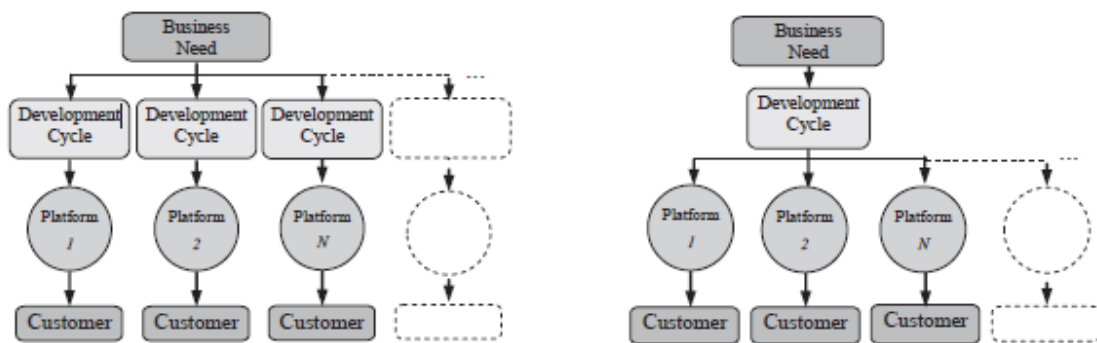 Business
Need
...
Development
Cycle
Development
Cycle
Development
Cycle
Platform
1
Platform
2
Platform
N
Customer
Customer
Customer
Business
Need
Development
Cycle
...
Platform
1
Platform
2
Platform
N
Customer
Customer
Customer